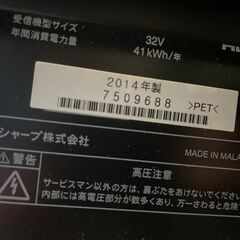 受信機型サイズ 32V
年間消費電力量 41kWh/年
2014年製
7509688 >PET<
シャープ株式会社 MADE IN MALA
警告 高圧注意
サービスマン以外の方は、裏ぶたをあけないでください
内部には高電圧部分が数多くあり、万一さわると危険